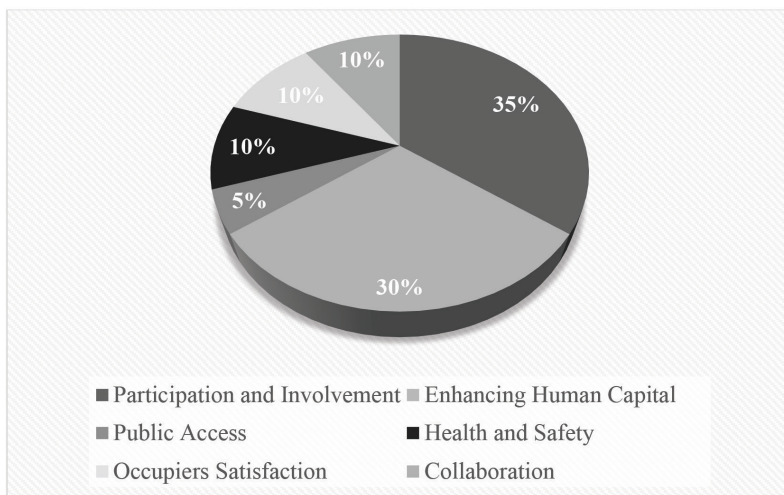 10%
35%
10%
10%
5%
30%
Participation and Involvement Enhancing Human Capital
Public Access Health and Safety
Occupiers Satisfaction Collaboration